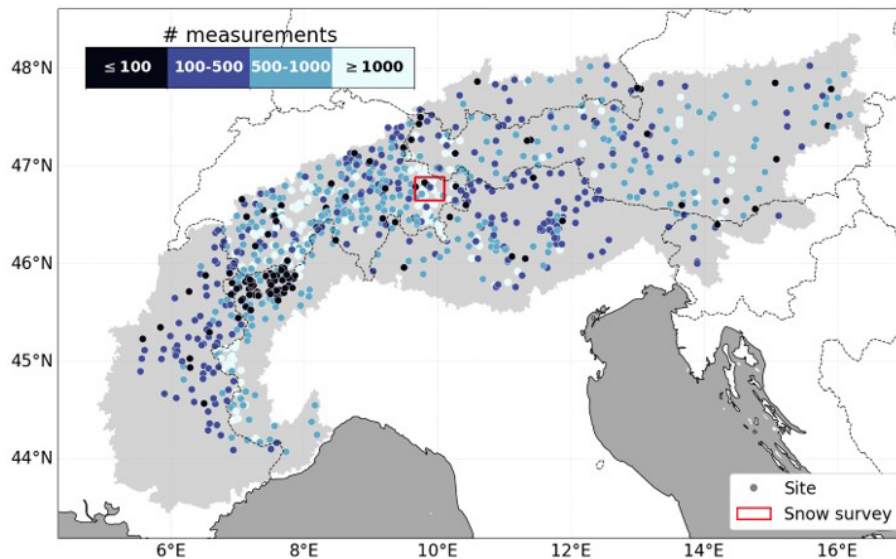 # measurements
≤ 100 100-500 500-1000 ≥ 1000
48°N
47°N
46°N
45°N
44°N
Site
Snow survey
6°E 8°E 10°E 12°E 14°E 16°E